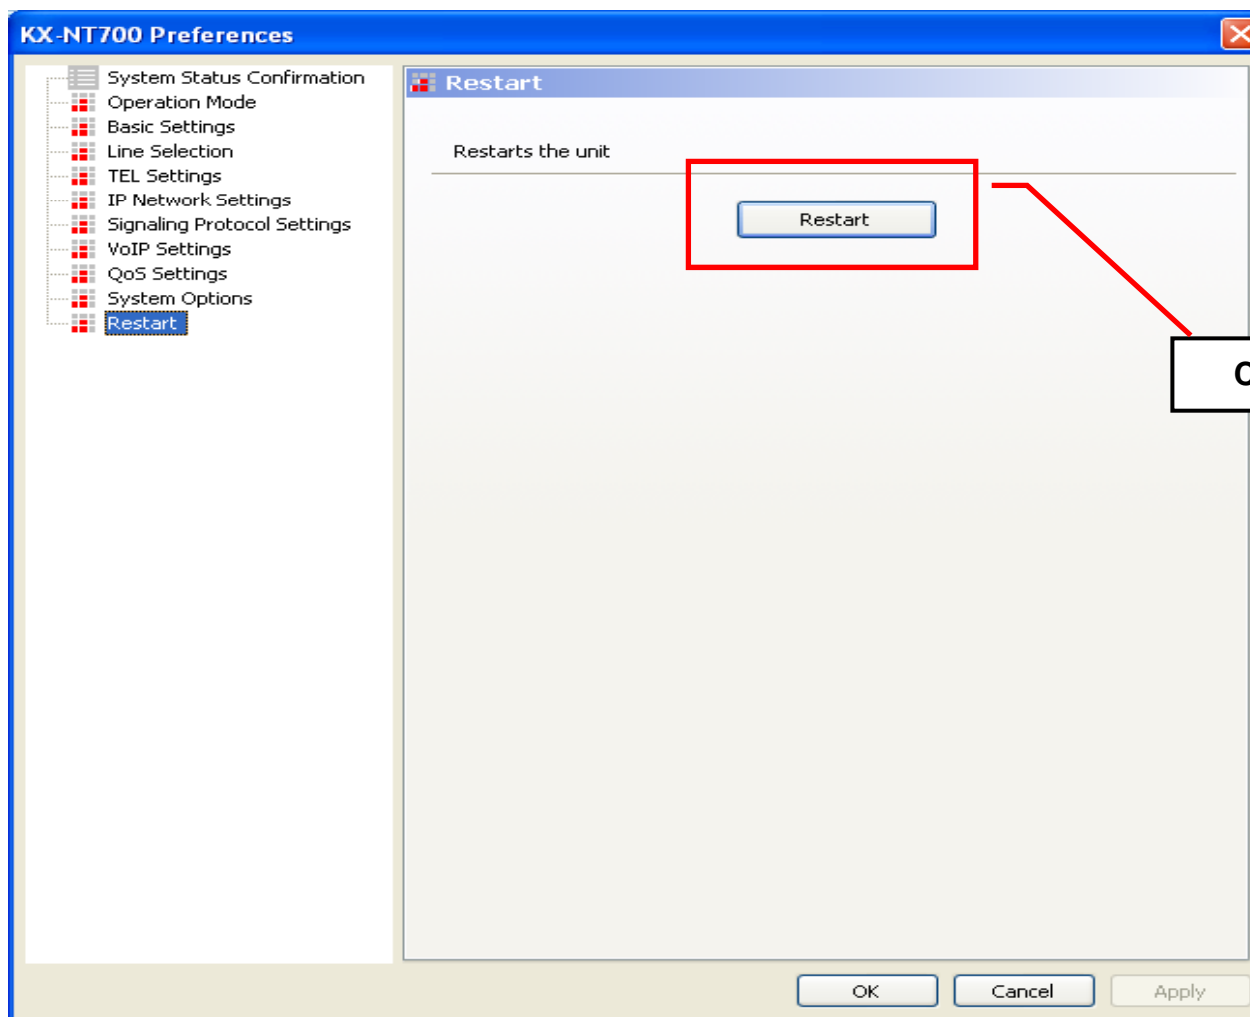 KX-NT700 Preferences
System Status Confirmation
Operation Mode
Basic Settings
Line Selection
TEL Settings
IP Network Settings
Signaling Protocol Settings
VoIP Settings
QoS Settings
System Options
Restart
Restart
Restarts the unit
Restart
OK
Cancel
Apply